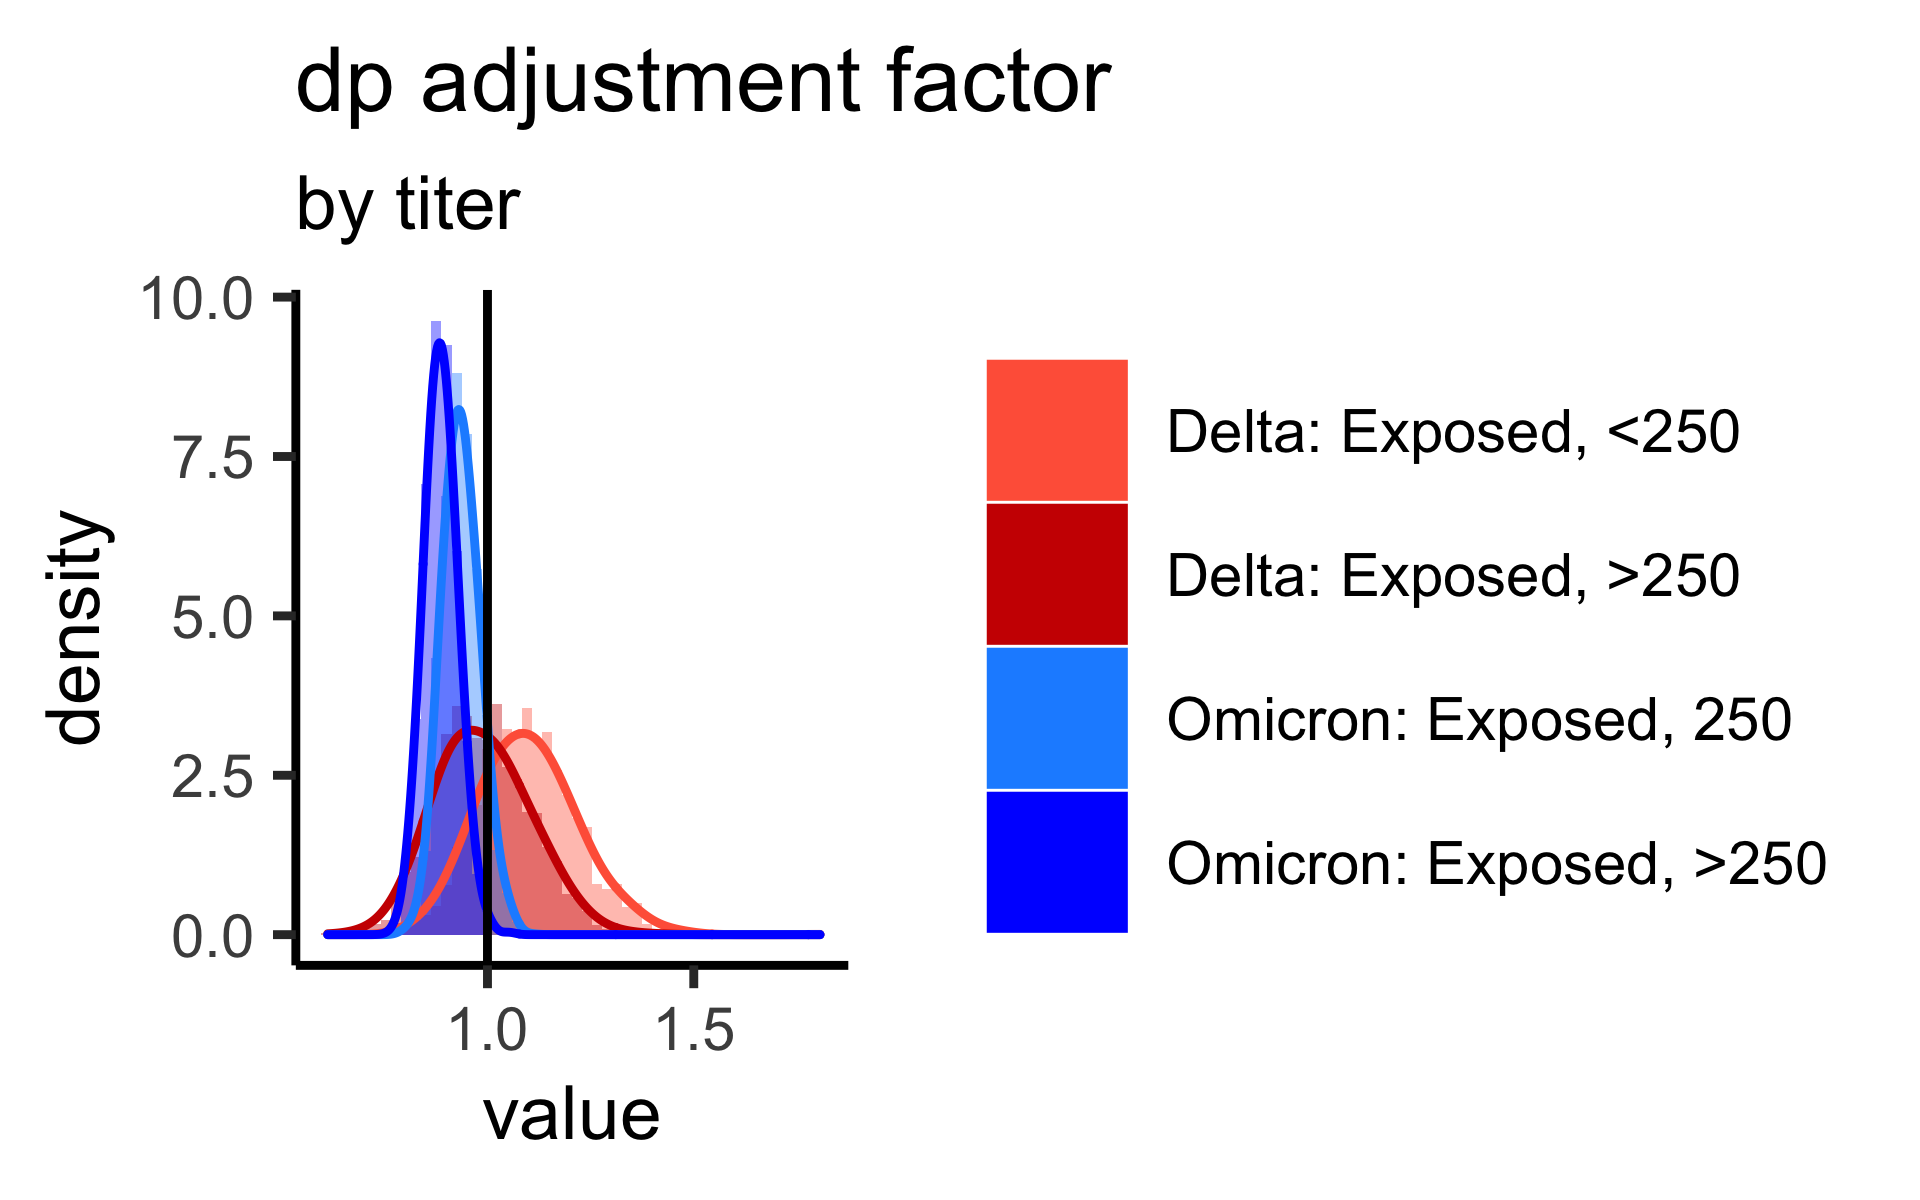 dp adjustment factor
by titer
10.0
7.5
5.0
2.5
0.0
density
1.0 1.5
value
Delta: Exposed, <250
Delta: Exposed, >250
Omicron: Exposed, 250
Omicron: Exposed, >250